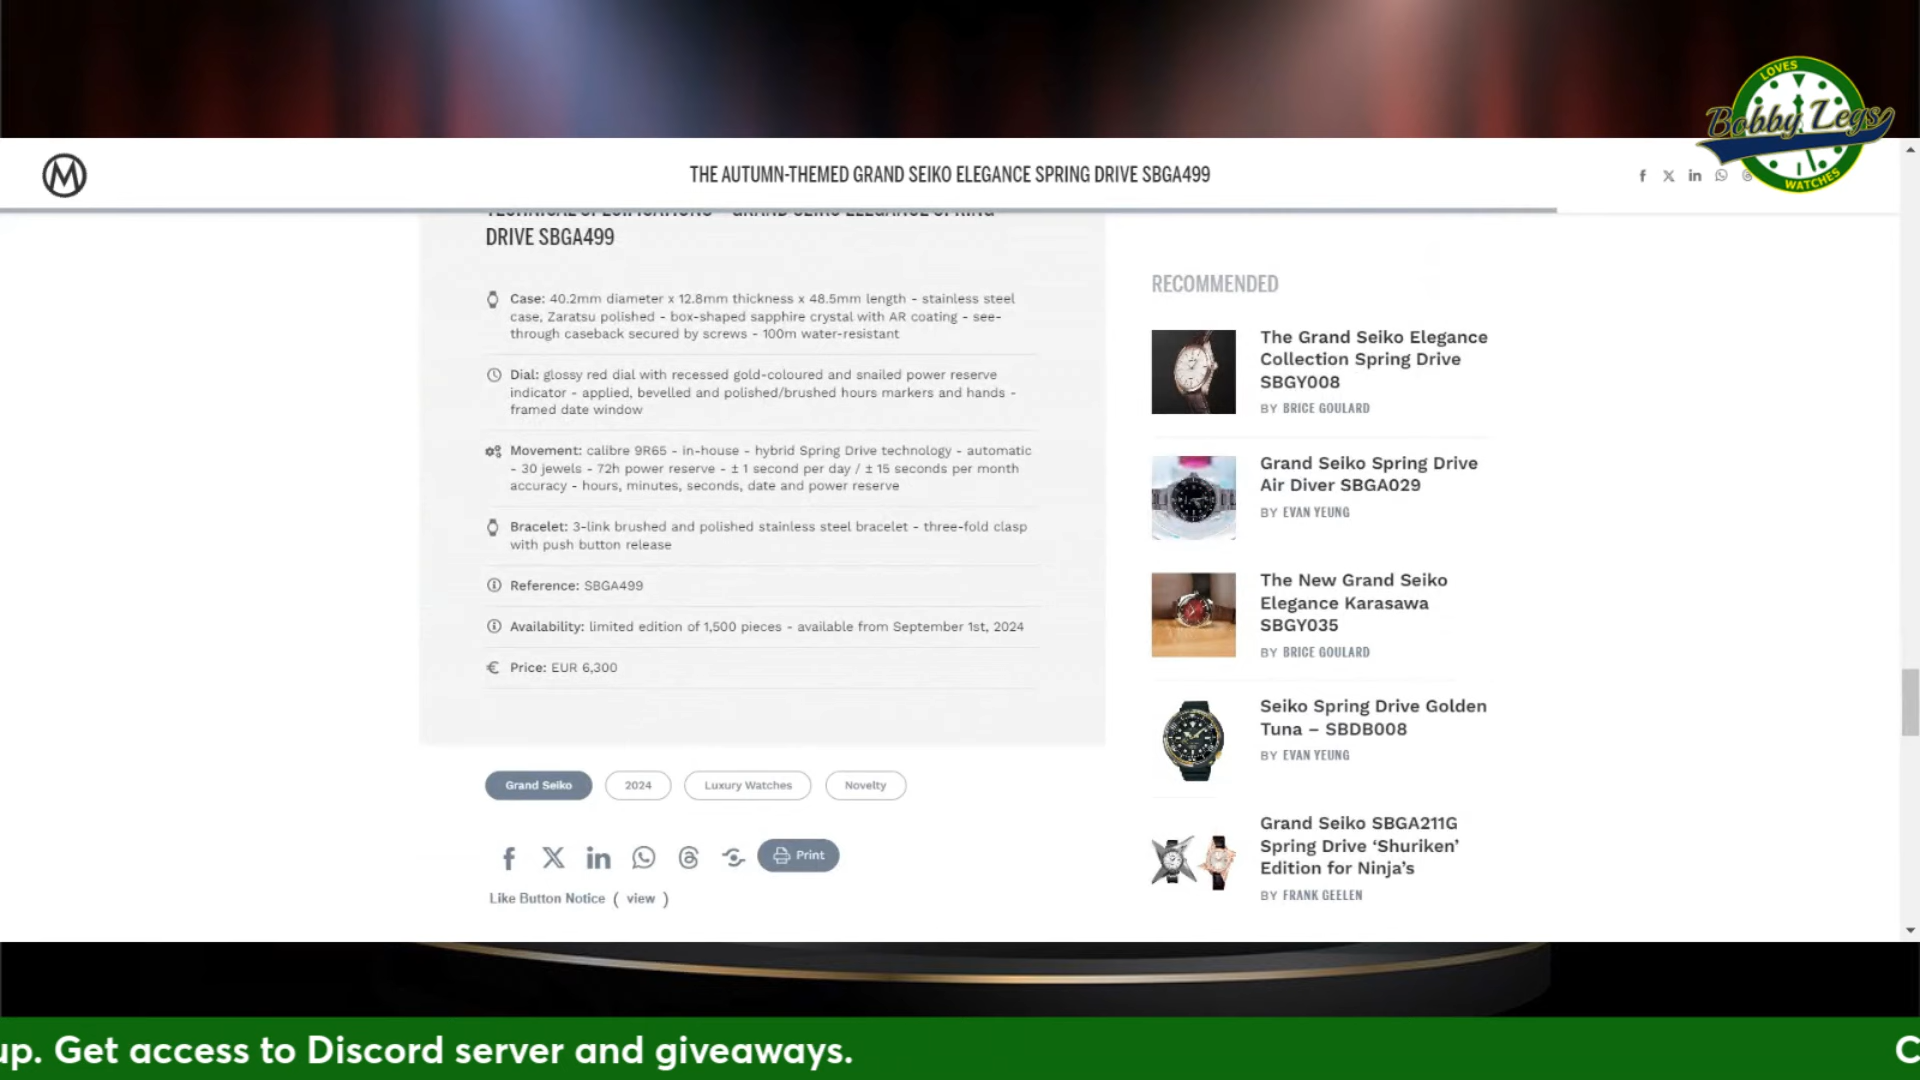 LOVES
Bobby Legs
WATCHES
M
THE AUTUMN-THEMED GRAND SEIKO ELEGANCE SPRING DRIVE SBGA499
TECHNICAL SPECIFICATIONS – GRAND SEIKO ELEGANCE SPRING
DRIVE SBGA499
Case: 40.2mm diameter x 12.8mm thickness x 48.5mm length - stainless steel
case, Zaratsu polished - box-shaped sapphire crystal with AR coating - see-
through caseback secured by screws - 100m water-resistant
Dial: glossy red dial with recessed gold-coloured and snailed power reserve
indicator - applied, bevelled and polished/brushed hours markers and hands -
framed date window
Movement: calibre 9R65 - in-house - hybrid Spring Drive technology - automatic
- 30 jewels - 72h power reserve - ± 1 second per day / ± 15 seconds per month
accuracy - hours, minutes, seconds, date and power reserve
Bracelet: 3-link brushed and polished stainless steel bracelet - three-fold clasp
with push button release
Reference: SBGA499
Availability: limited edition of 1,500 pieces - available from September 1st, 2024
€ Price: EUR 6,300
Grand Seiko
2024
Luxury Watches
Novelty
Print
Like Button Notice ( view )
RECOMMENDED
The Grand Seiko Elegance
Collection Spring Drive
SBGY008
BY BRICE GOULARD
Grand Seiko Spring Drive
Air Diver SBGA029
BY EVAN YEUNG
The New Grand Seiko
Elegance Karasawa
SBGY035
BY BRICE GOULARD
Seiko Spring Drive Golden
Tuna – SBDB008
BY EVAN YEUNG
Grand Seiko SBGA211G
Spring Drive ‘Shuriken’
Edition for Ninja’s
BY FRANK GEELEN
up. Get access to Discord server and giveaways.
C